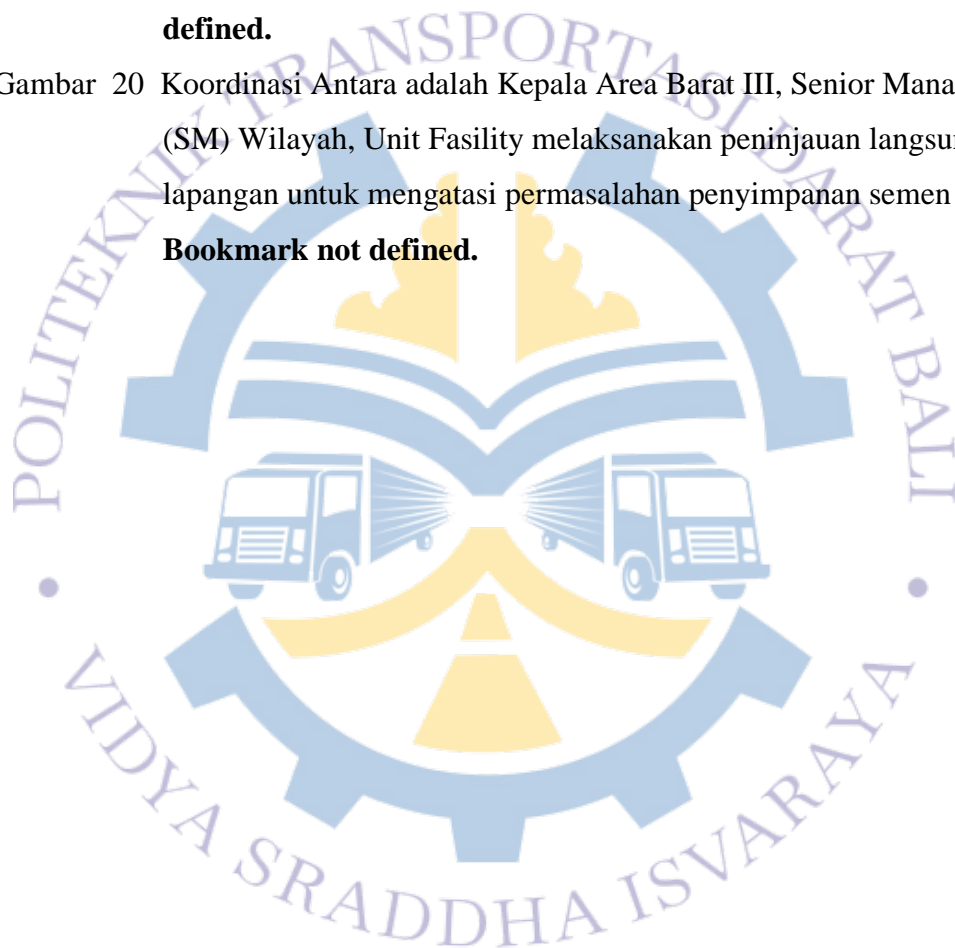 defined.
Gambar 20 Koordinasi Antara adalah Kepala Area Barat III, Senior Mana
(SM) Wilayah, Unit Fasility melaksanakan peninjauan langsu
lapangan untuk mengatasi permasalahan penyimpanan semen
Bookmark not defined.
POLITEKNIK TRANSPORTASI DARAT BALI
VIDYA SRADDHA ISVARAYA